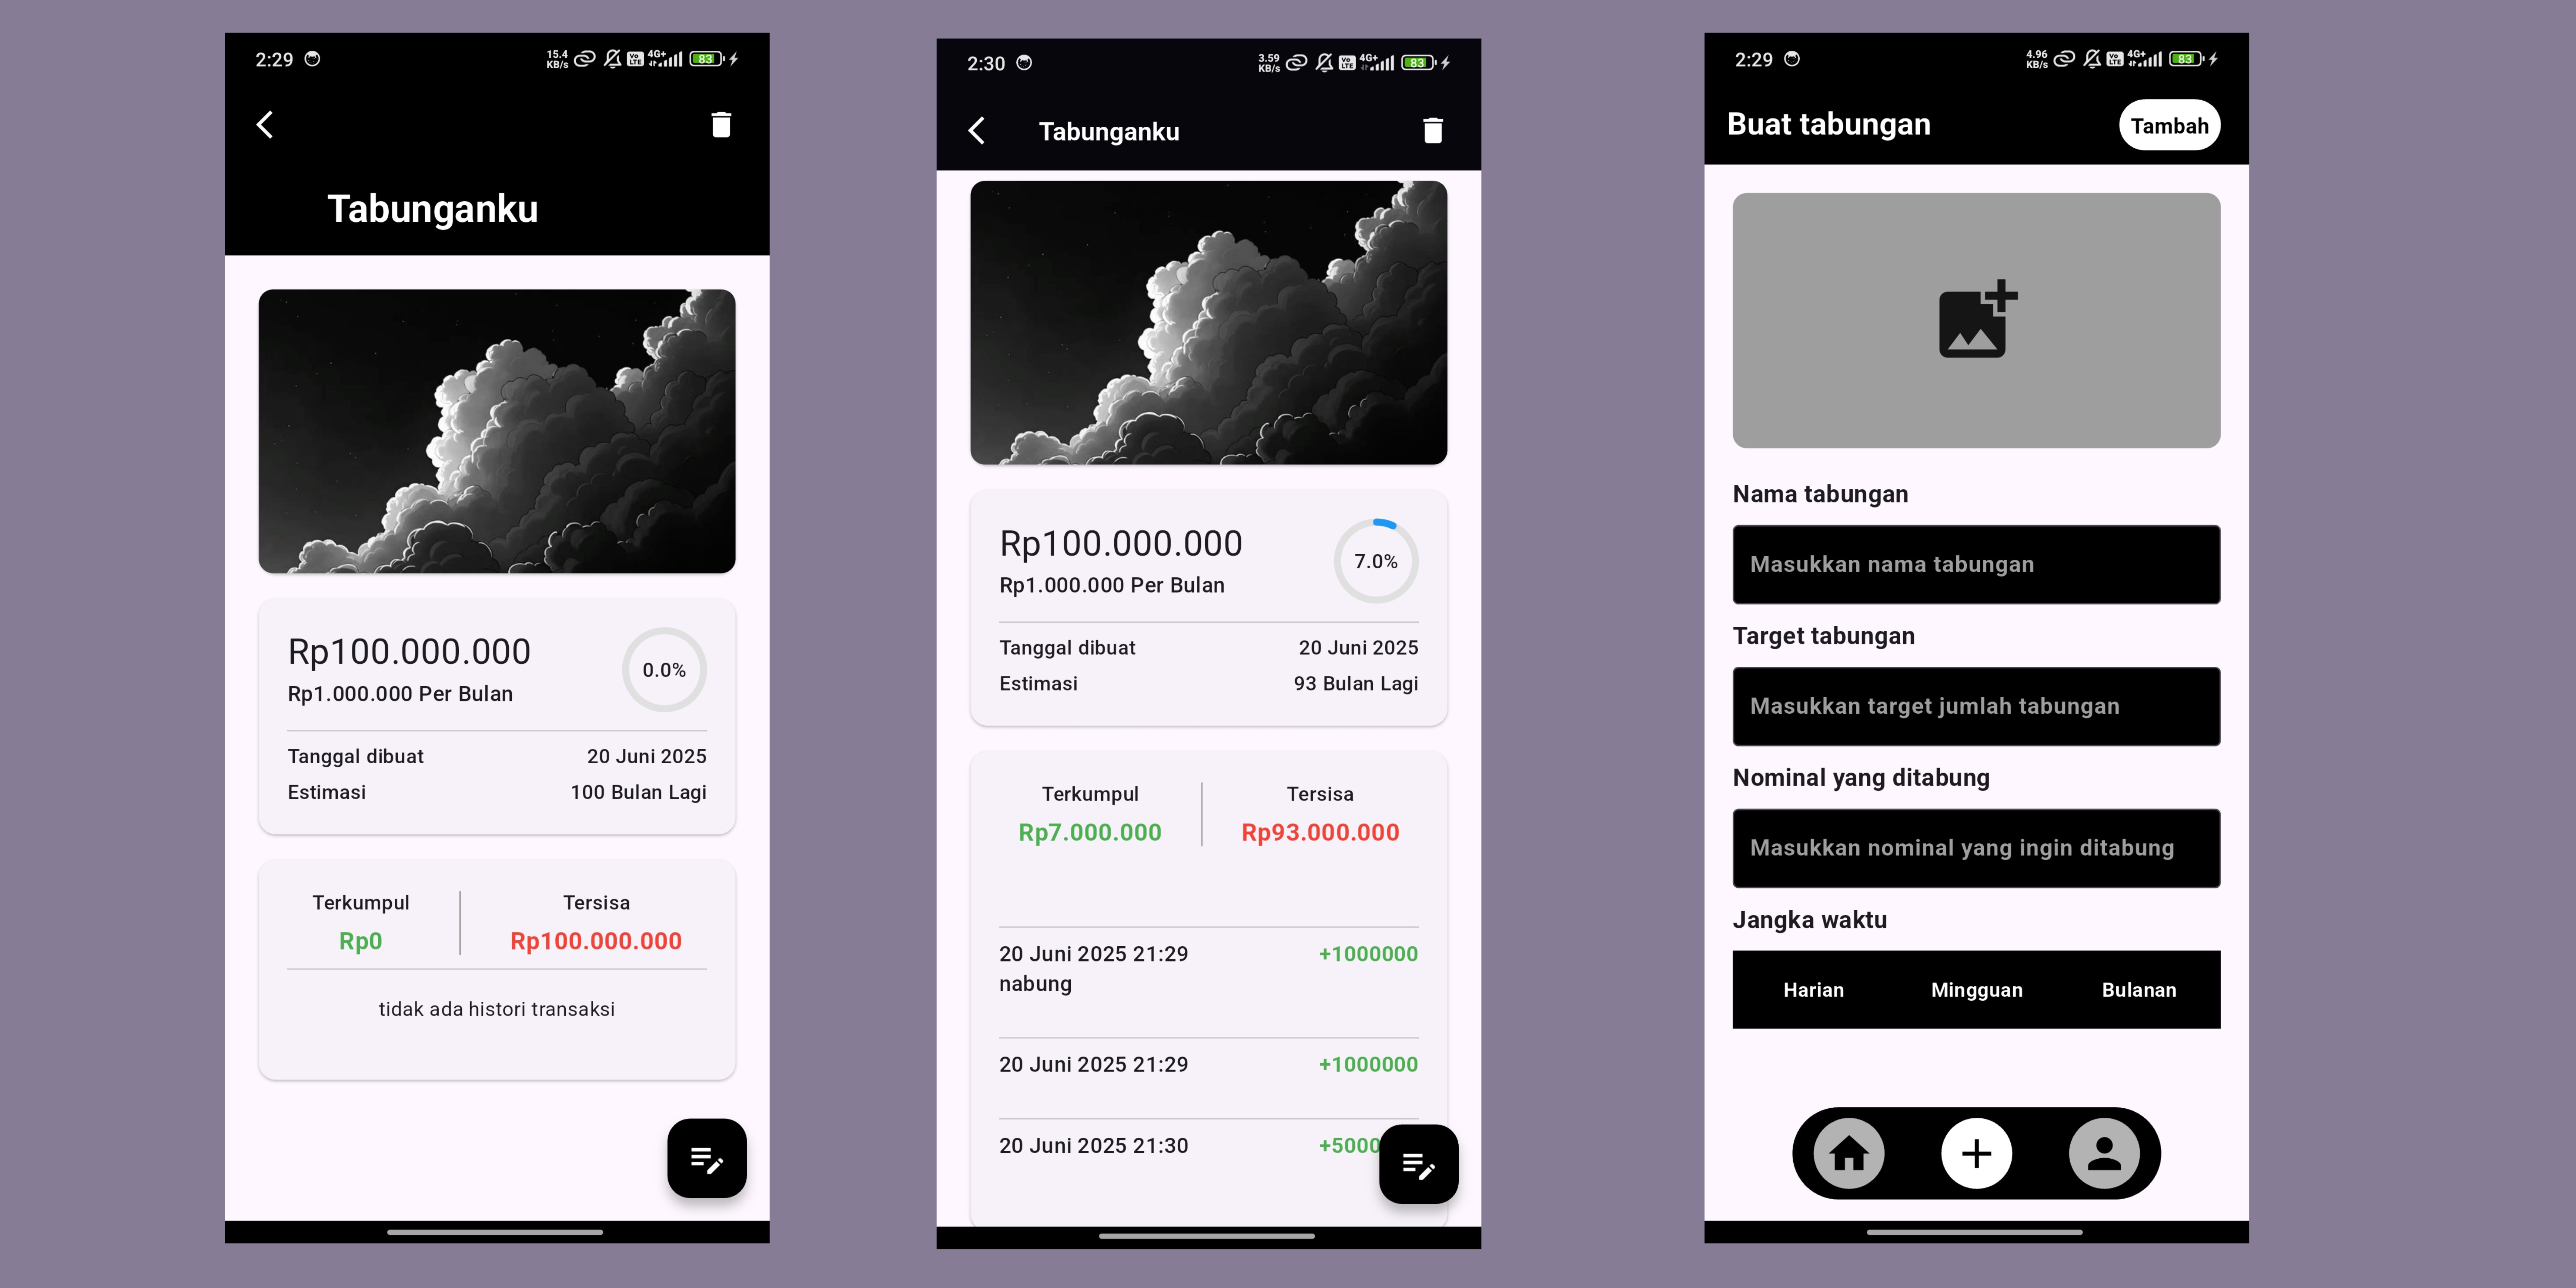 2:29
15.4
KB/s
Vo
LTE
4G+
83
Tabunganku
Rp100.000.000
Rp1.000.000 Per Bulan
0.0%
Tanggal dibuat
20 Juni 2025
Estimasi
100 Bulan Lagi
Terkumpul
Rp0
Tersisa
Rp100.000.000
tidak ada histori transaksi
2:30
3.59
KB/s
Vo
LTE
4G+
83
Tabunganku
Rp100.000.000
Rp1.000.000 Per Bulan
7.0%
Tanggal dibuat
20 Juni 2025
Estimasi
93 Bulan Lagi
Terkumpul
Rp7.000.000
Tersisa
Rp93.000.000
20 Juni 2025 21:29
+1000000
nabung
20 Juni 2025 21:29
+1000000
20 Juni 2025 21:30
+5000
2:29
4.96
KB/s
Vo
LTE
4G+
83
Buat tabungan
Tambah
Nama tabungan
Masukkan nama tabungan
Target tabungan
Masukkan target jumlah tabungan
Nominal yang ditabung
Masukkan nominal yang ingin ditabung
Jangka waktu
Harian
Mingguan
Bulanan